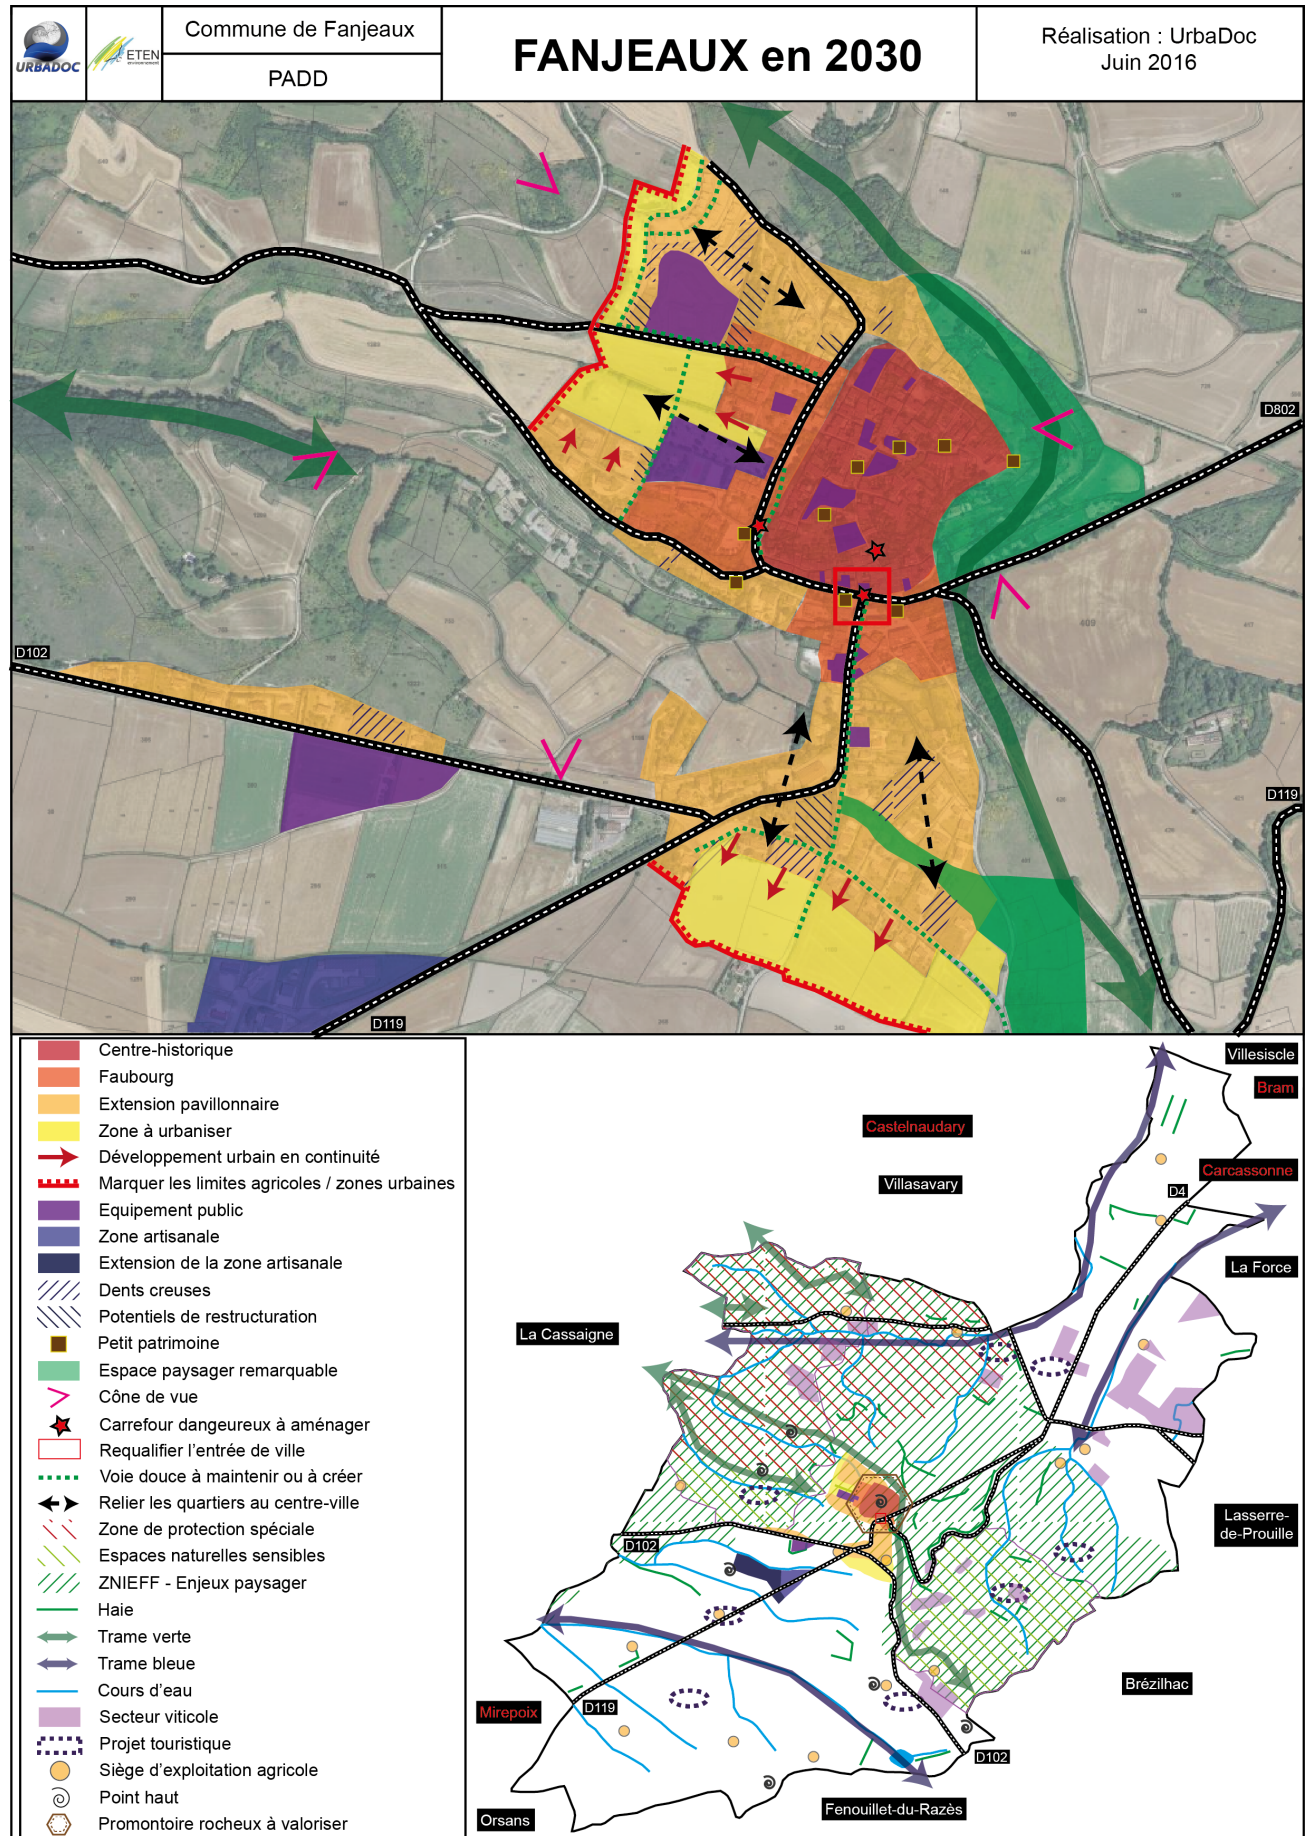 URBADOC
ETEN
environnement
Commune de Fanjeaux
PADD
FANJEAUX en 2030
Réalisation : UrbaDoc
Juin 2016
D802
D102
D119
D119
Centre-historique
Faubourg
Extension pavillonnaire
Zone à urbaniser
Développement urbain en continuité
Marquer les limites agricoles / zones urbaines
Equipement public
Zone artisanale
Extension de la zone artisanale
Dents creuses
Potentiels de restructuration
Petit patrimoine
Espace paysager remarquable
Cône de vue
Carrefour dangeureux à aménager
Requalifier l'entrée de ville
Voie douce à maintenir ou à créer
Relier les quartiers au centre-ville
Zone de protection spéciale
Espaces naturelles sensibles
ZNIEFF - Enjeux paysager
Haie
Trame verte
Trame bleue
Cours d'eau
Secteur viticole
Projet touristique
Siège d'exploitation agricole
Point haut
Promontoire rocheux à valoriser
Villesiscle
Bram
Castelnaudary
Carcassonne
Villasavary
D4
La Force
La Cassaigne
Lasserre-
de-Prouille
D102
Brézilhac
Mirepoix
D119
D102
Fenouillet-du-Razès
Orsans